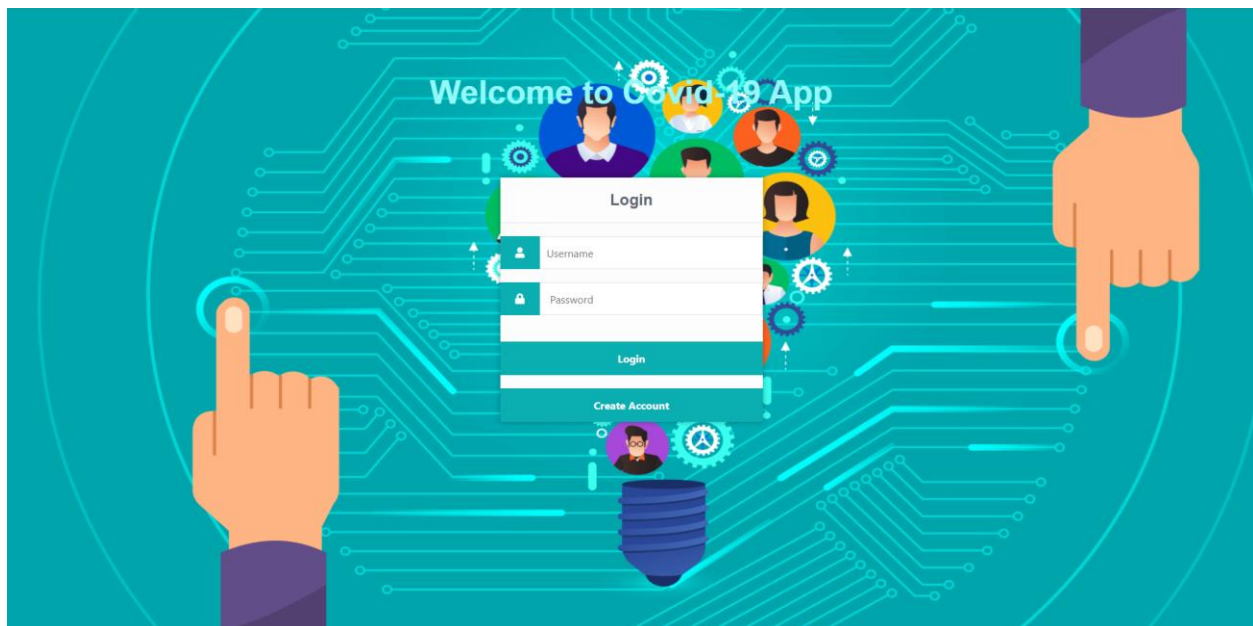 Welcome to Covid-19 App
Login
Username
Password
Login
Create Account